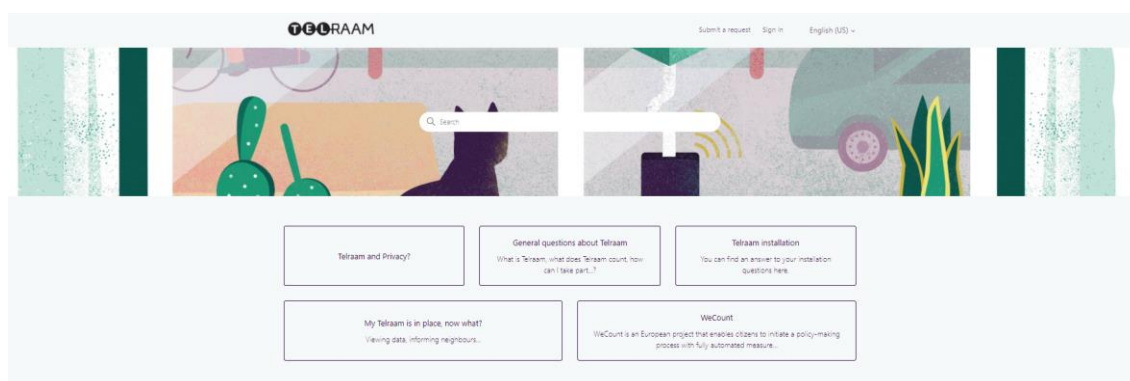 TELRAAM
Submit a request Sign in English (US)
Search
Telraam and Privacy?
General questions about Telraam
What is Telraam, what does Telraam count, how
can I take part...?
Telraam installation
You can find an answer to your installation
questions here.
My Telraam is in place, now what?
Viewing data, informing neighbours...
WeCount
WeCount is an European project that enables citizens to initiate a policy-making
process with fully automated measure...